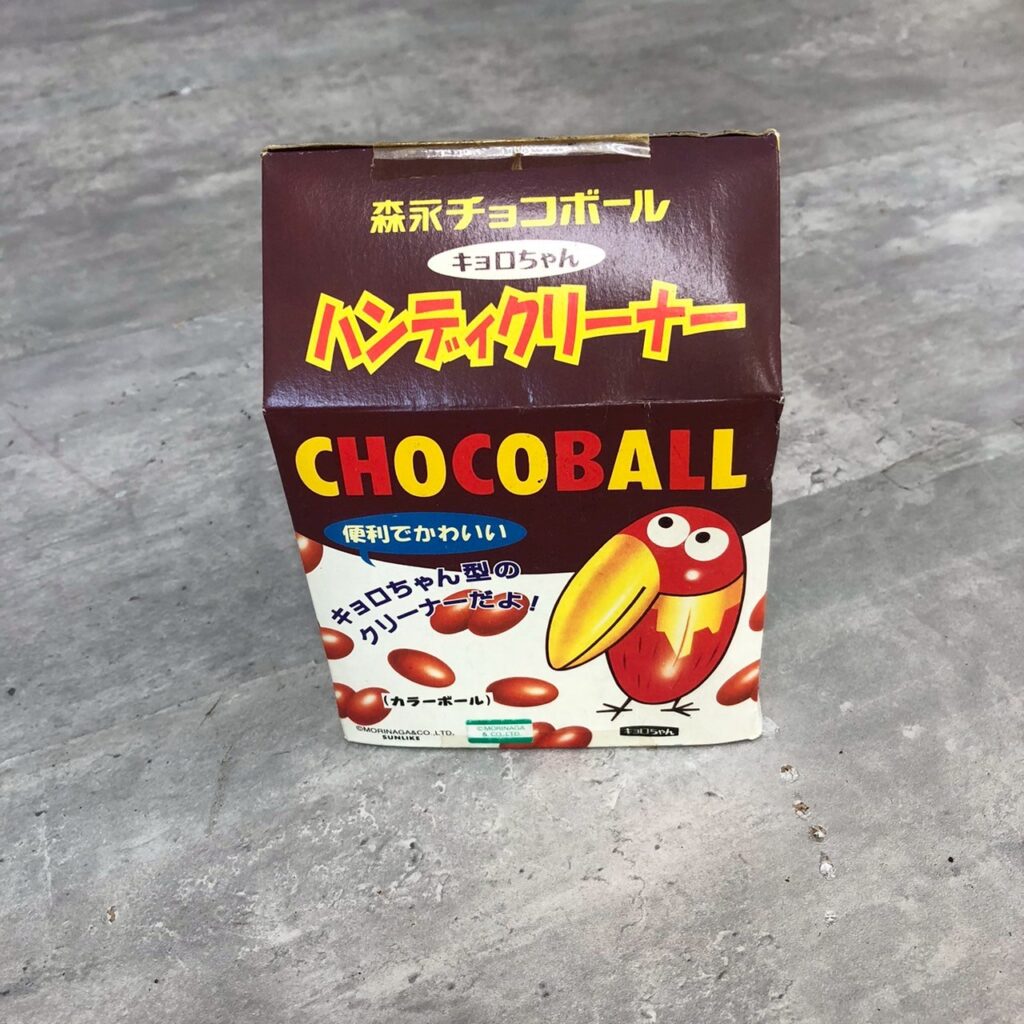 森永チョコボール
キョロちゃん
ハンディクリーナー
CHOCOBALL
便利でかわいい
キョロちゃん型の
クリーナーだよ!
(カラーボール)
©MORINAGA&CO.,LTD.
SUNLIKE
©MORINAGA
& CO.,LTD.
キョロちゃん